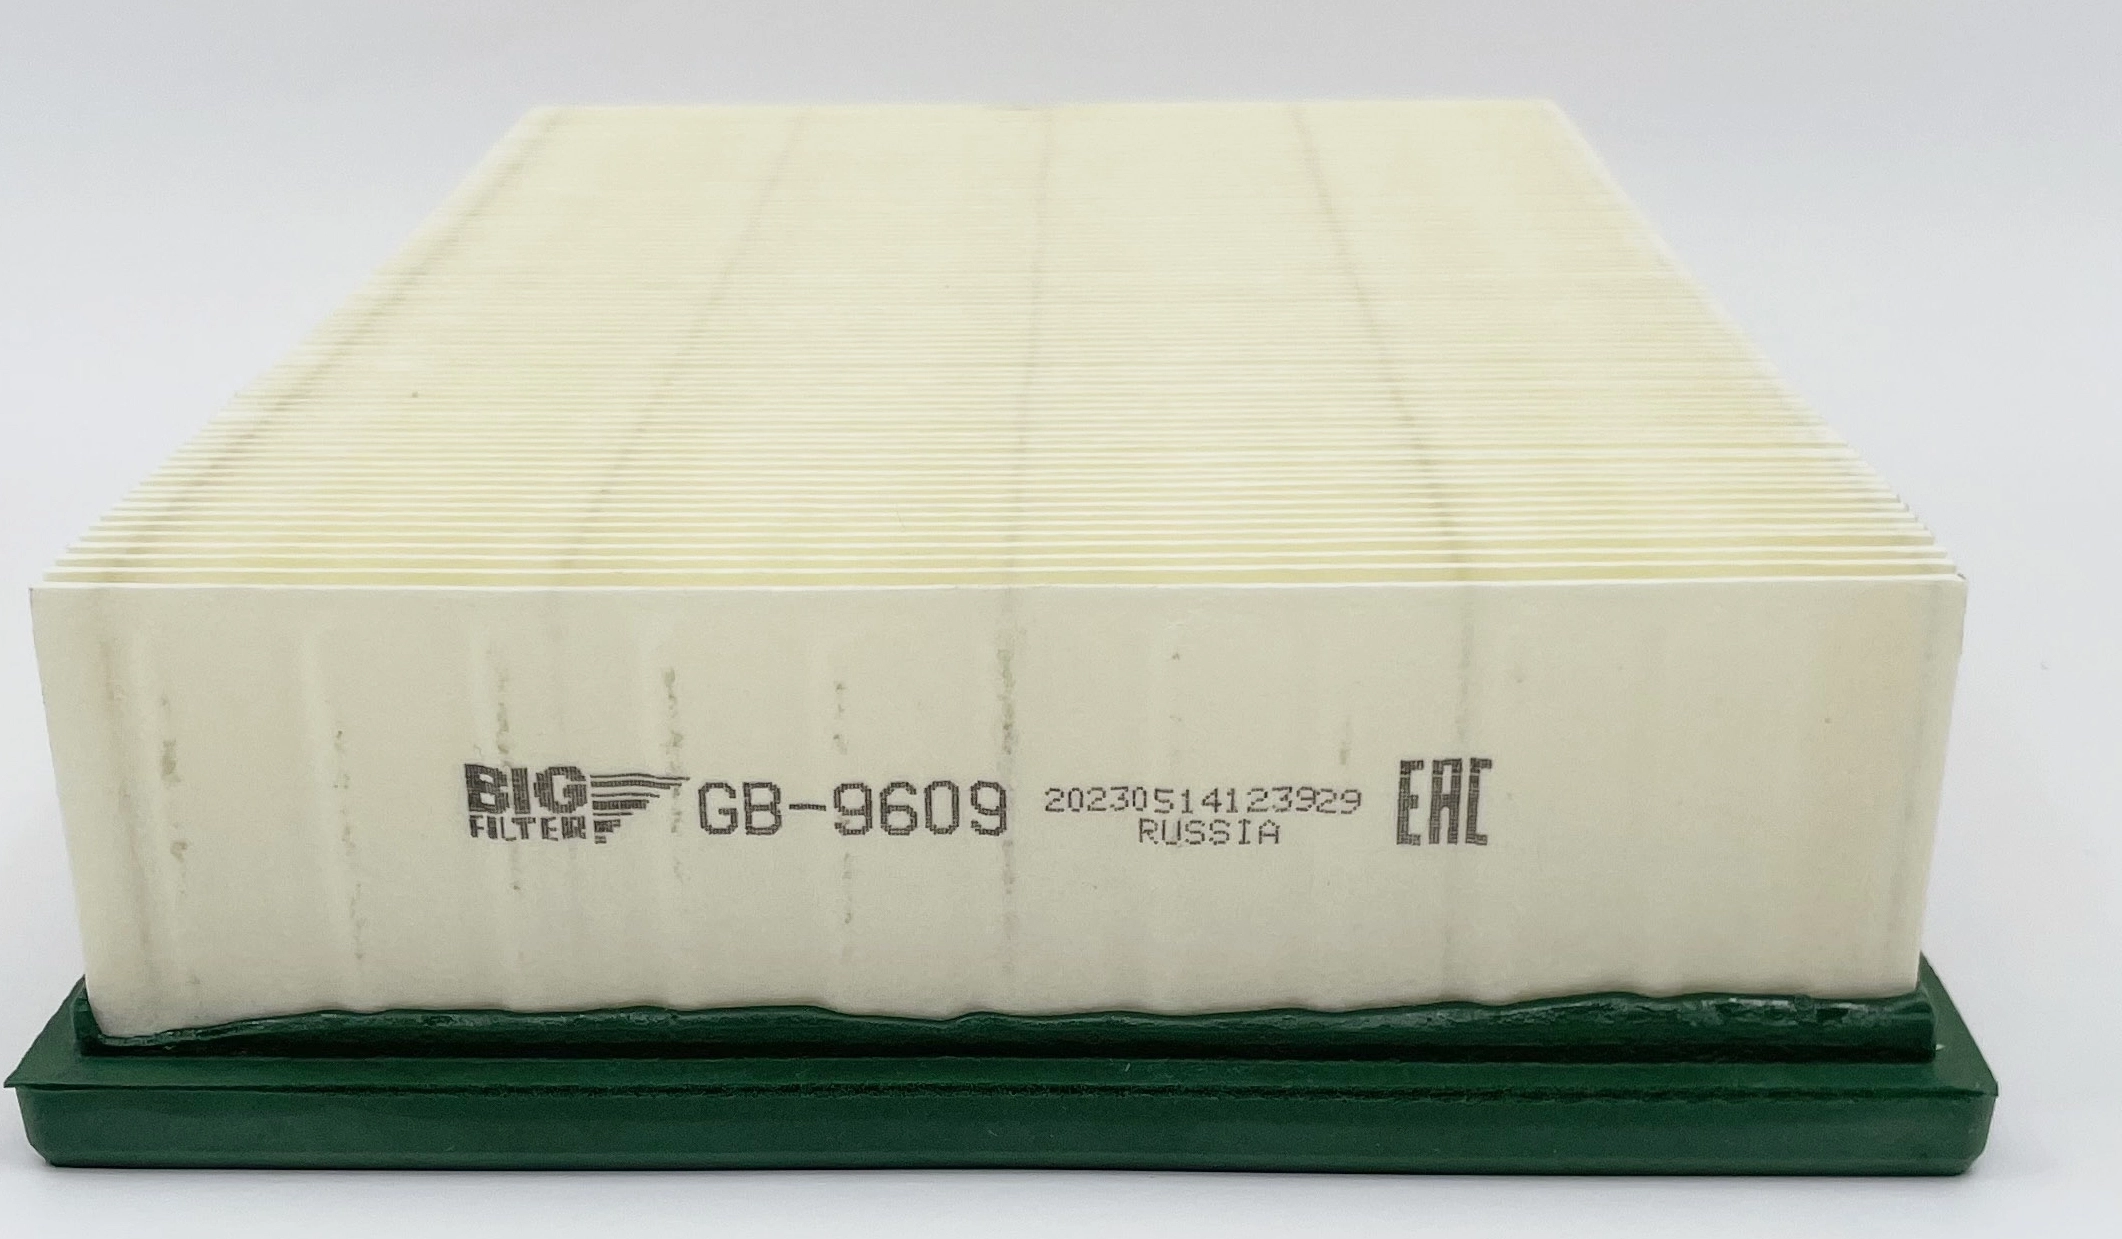 BIG
FILTER
GB-9609
20230514123929
RUSSIA
EAC